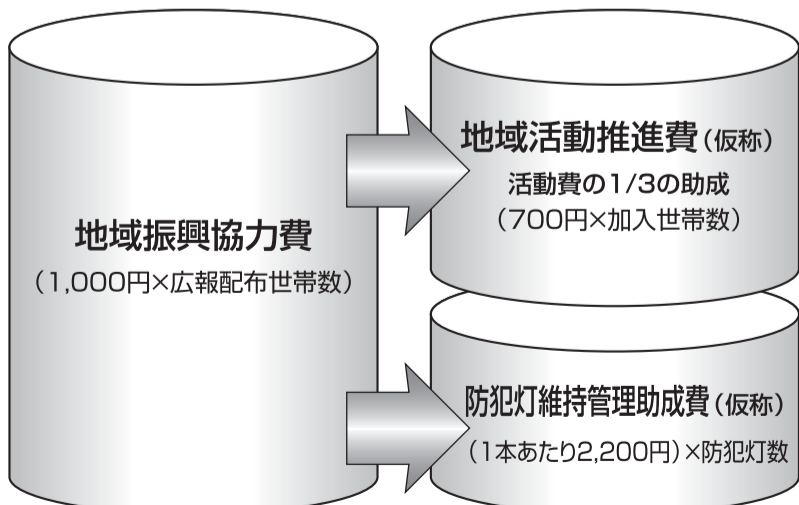 地域振興協力費
（1,000円×広報配布世帯数）
地域活動推進費（仮称）
活動費の1/3の助成
（700円×加入世帯数）
防犯灯維持管理助成費（仮称）
（1本あたり2,200円）×防犯灯数